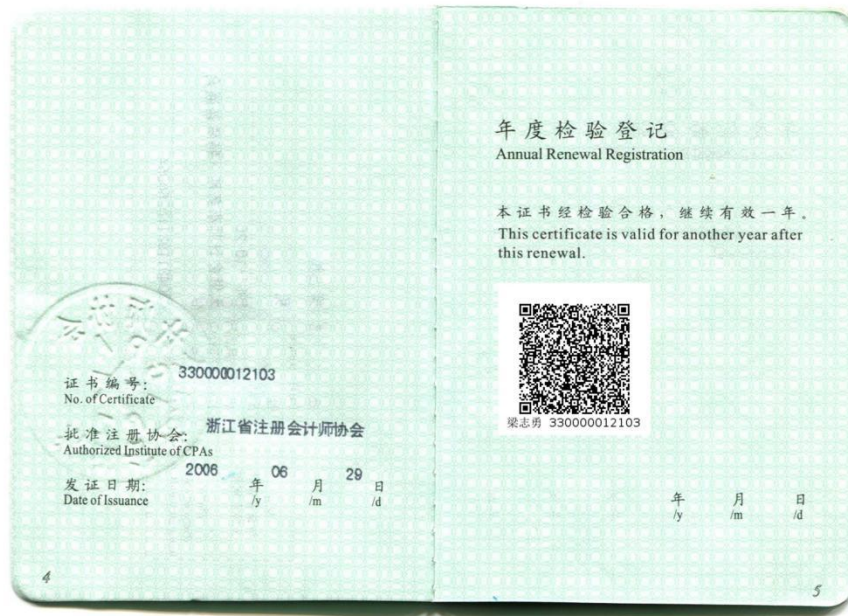 证书编号: 330000012103
No. of Certificate
批准注册协会: 浙江省注册会计师协会
Authorized Institute of CPAs
发证日期: 2006 年 06 月 29 日
Date of Issuance /y /m /d
4
年度检验登记
Annual Renewal Registration
本证书经检验合格，继续有效一年。
This certificate is valid for another year after
this renewal.
梁志勇 330000012103
年 月 日
/y /m /d
5